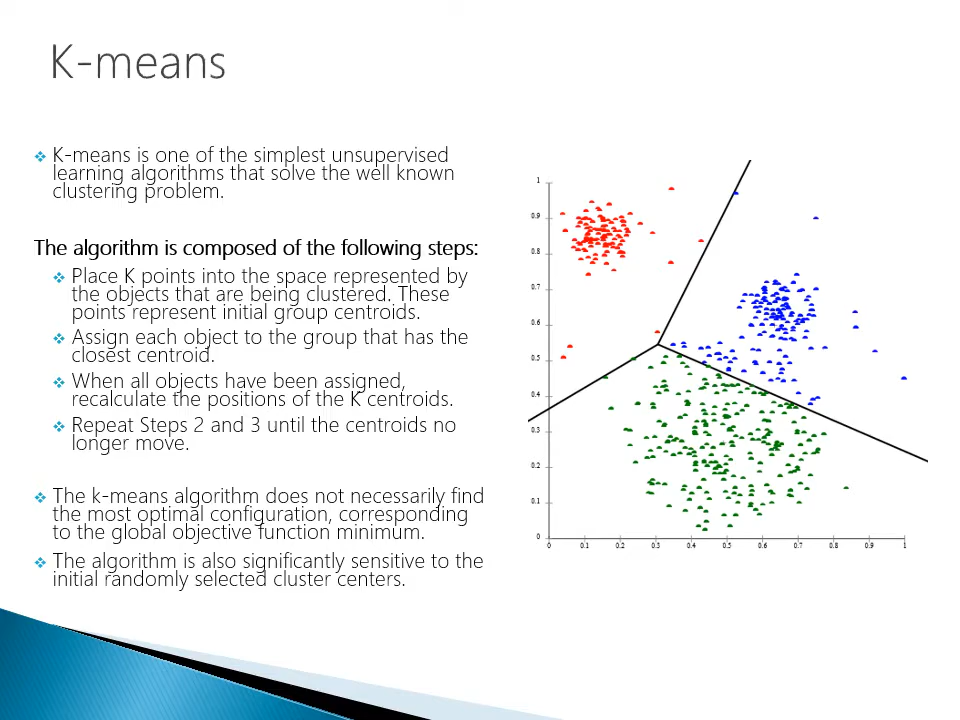 K-means
❖ K-means is one of the simplest unsupervised
learning algorithms that solve the well known
clustering problem.
The algorithm is composed of the following steps:
❖ Place K points into the space represented by
the objects that are being clustered. These
points represent initial group centroids.
❖ Assign each object to the group that has the
closest centroid.
❖ When all objects have been assigned,
recalculate the positions of the K centroids.
❖ Repeat Steps 2 and 3 until the centroids no
longer move.
❖ The k-means algorithm does not necessarily find
the most optimal configuration, corresponding
to the global objective function minimum.
❖ The algorithm is also significantly sensitive to the
initial randomly selected cluster centers.
1
0.9
0.8
0.7
0.6
0.5
0.4
0.3
0.2
0.1
0
0 0.1 0.2 0.3 0.4 0.5 0.6 0.7 0.8 0.9 1